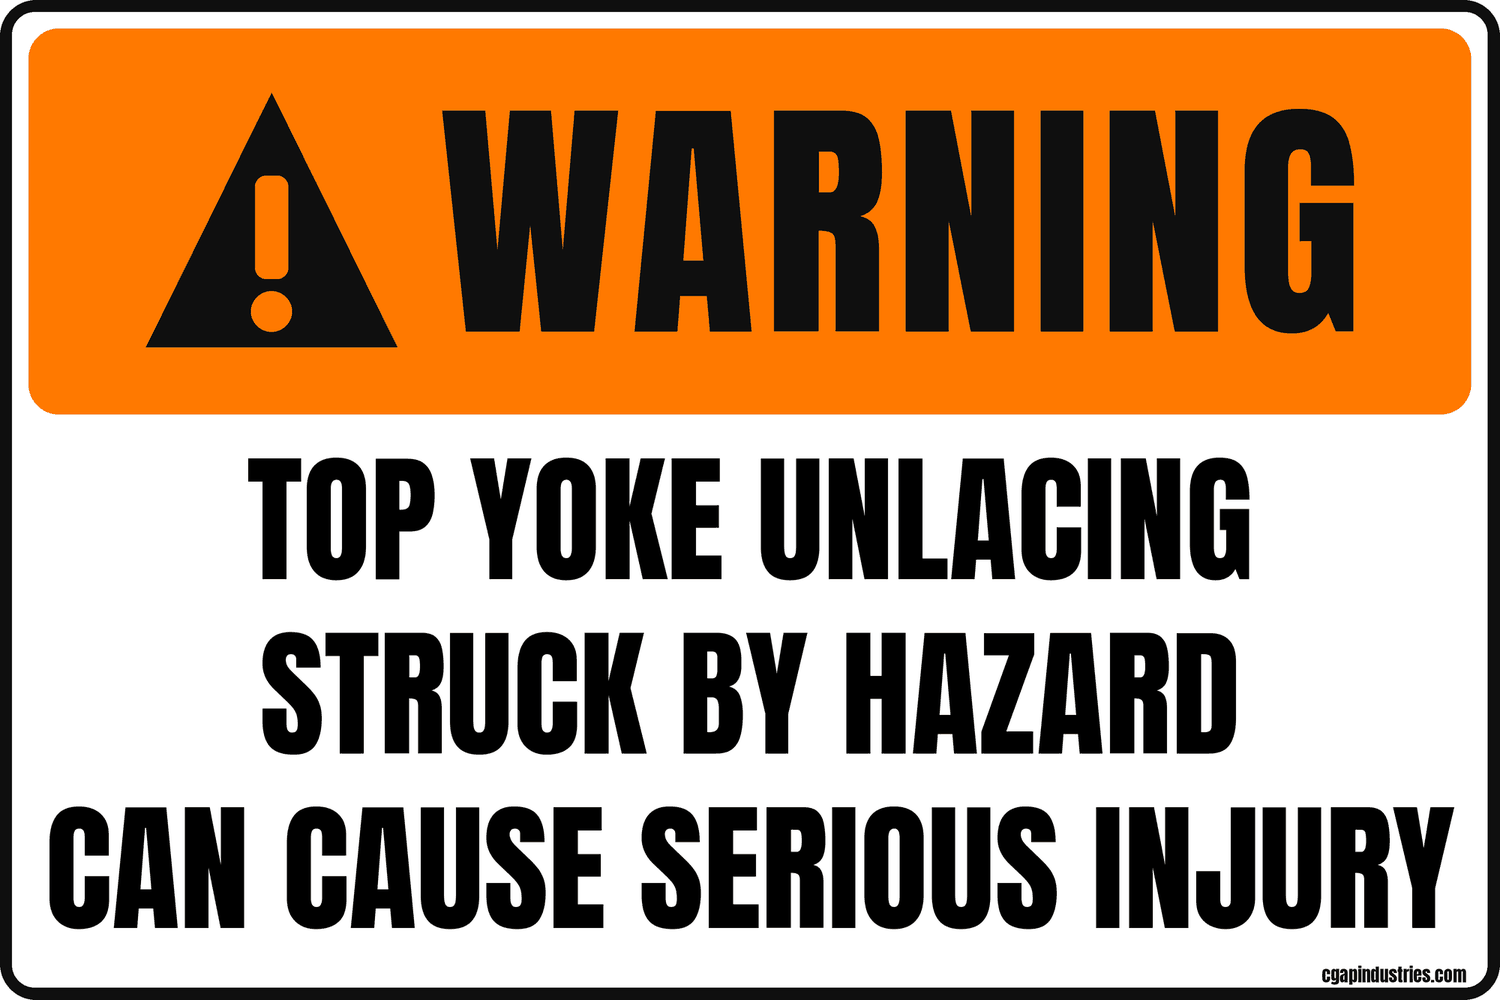 WARNING
TOP YOKE UNLACING
STRUCK BY HAZARD
CAN CAUSE SERIOUS INJURY
cgapindustries.com